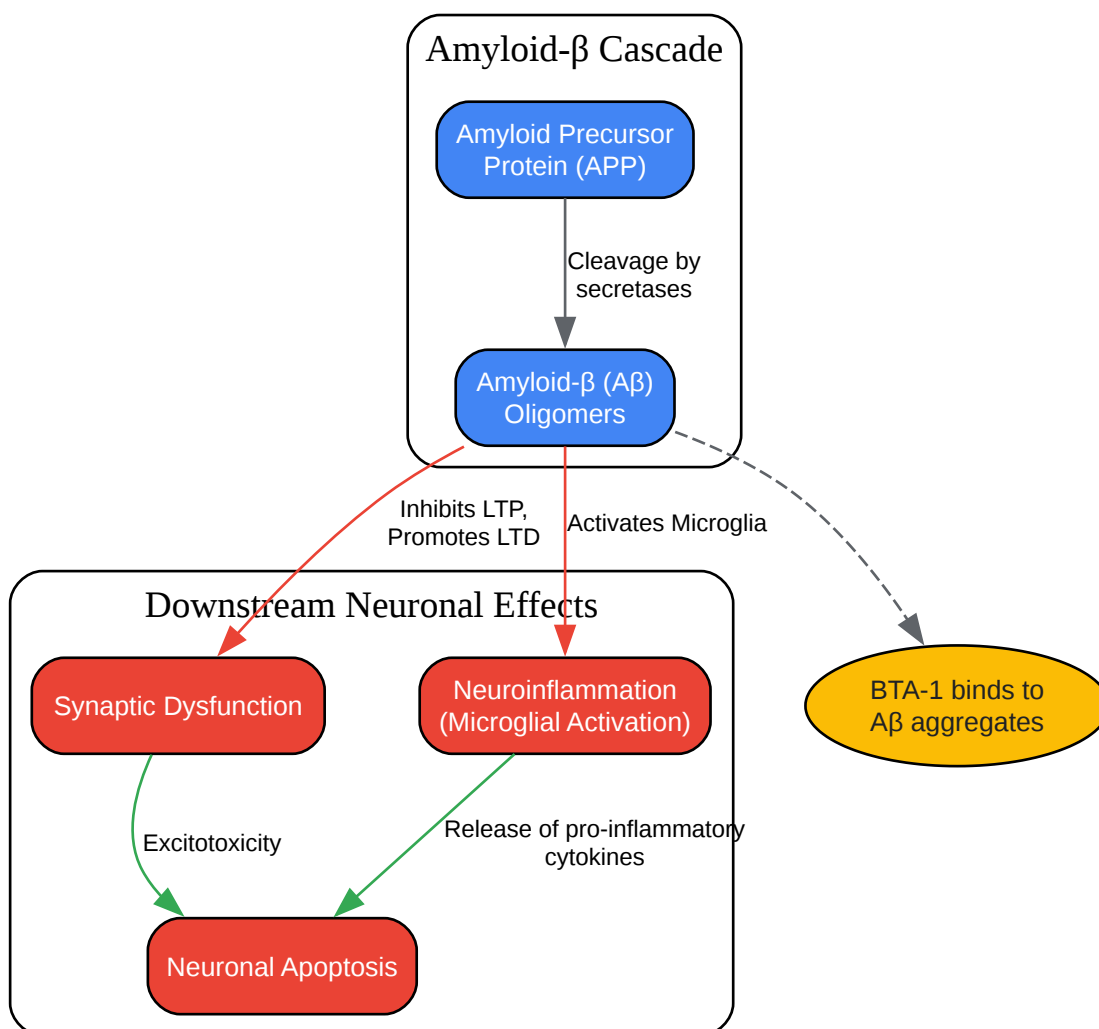 Amyloid-β Cascade
Amyloid Precursor
Protein (APP)
Cleavage by
secretases
Amyloid-β (Aβ)
Oligomers
Inhibits LTP,
Promotes LTD
Activates Microglia
Downstream Neuronal Effects
Synaptic Dysfunction
Neuroinflammation
(Microglial Activation)
BTA-1 binds to
Aβ aggregates
Excitotoxicity
Release of pro-inflammatory
cytokines
Neuronal Apoptosis